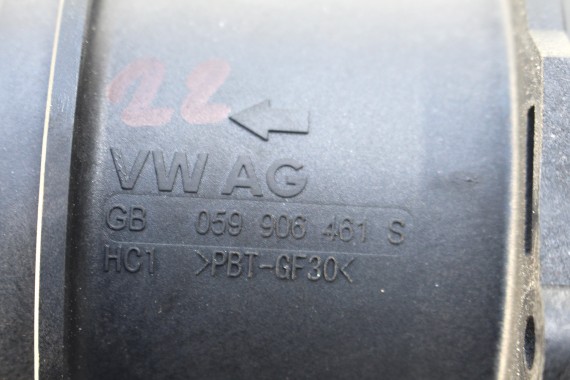 22
VW AG
GB 059 906 461 S
HC1 >PBT-GF30<